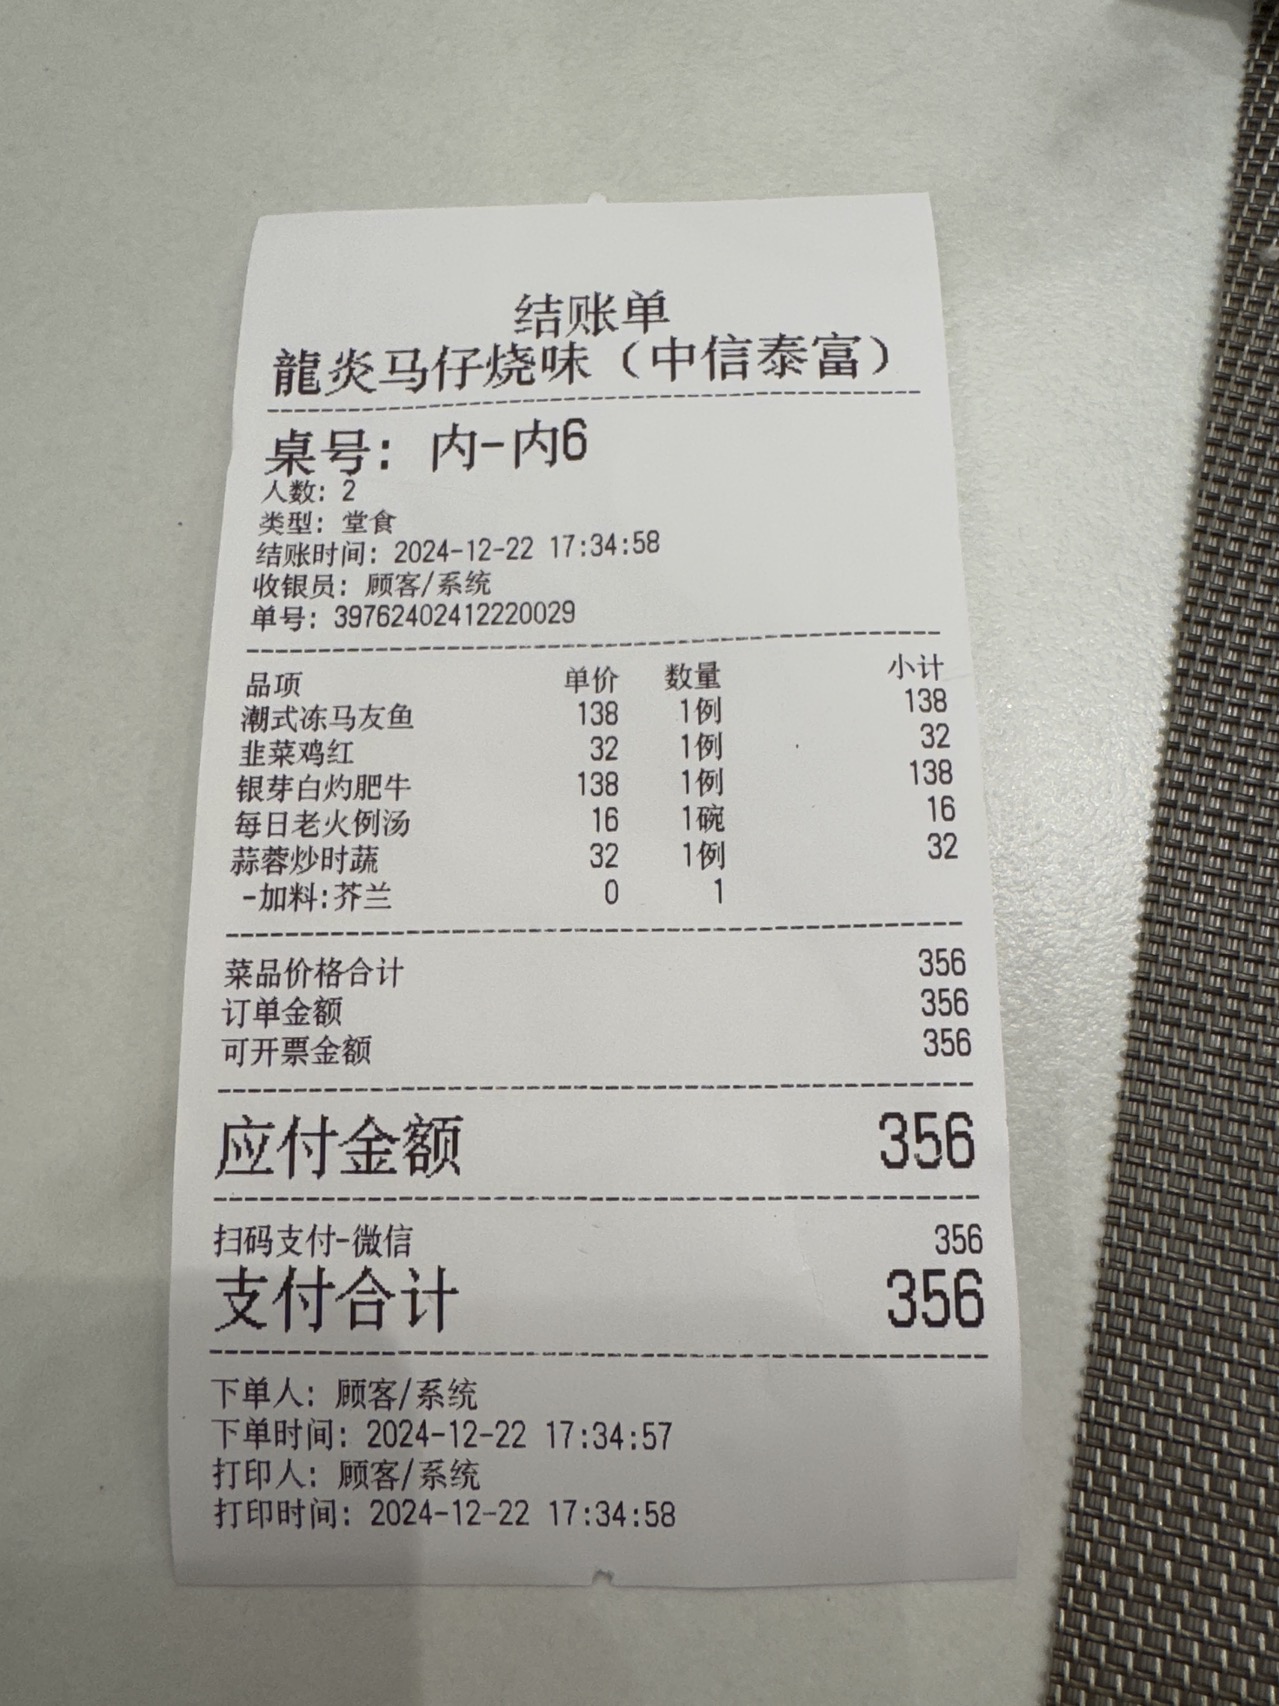 结账单
龍炎马仔烧味（中信泰富）
桌号: 内-内6
人数: 2
类型: 堂食
结账时间: 2024-12-22 17:34:58
收银员: 顾客/系统
单号: 39762402412220029
品项 单价 数量 小计
潮式冻马友鱼 138 1例 138
韭菜鸡红 32 1例 32
银芽白灼肥牛 138 1例 138
每日老火例汤 16 1碗 16
蒜蓉炒时蔬 32 1例 32
-加料:芥兰 0 1
菜品价格合计 356
订单金额 356
可开票金额 356
应付金额 356
扫码支付-微信 356
支付合计 356
下单人: 顾客/系统
下单时间: 2024-12-22 17:34:57
打印人: 顾客/系统
打印时间: 2024-12-22 17:34:58